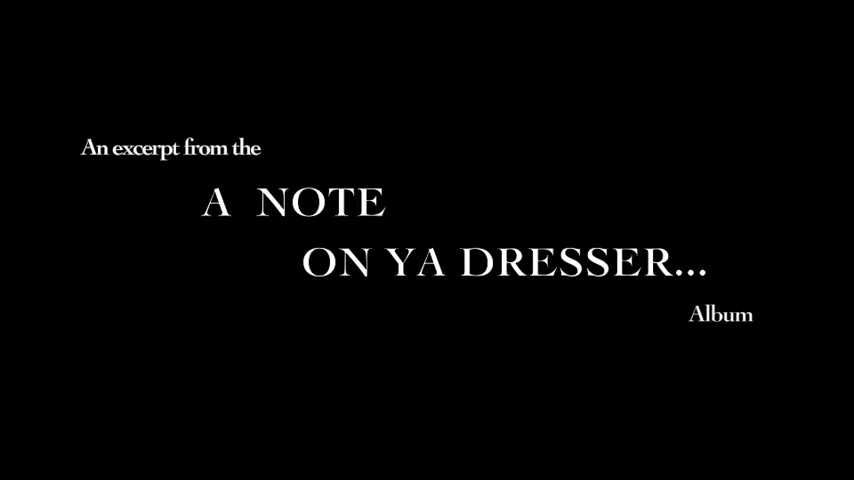 An excerpt from the
A NOTE
ON YA DRESSER...
Album